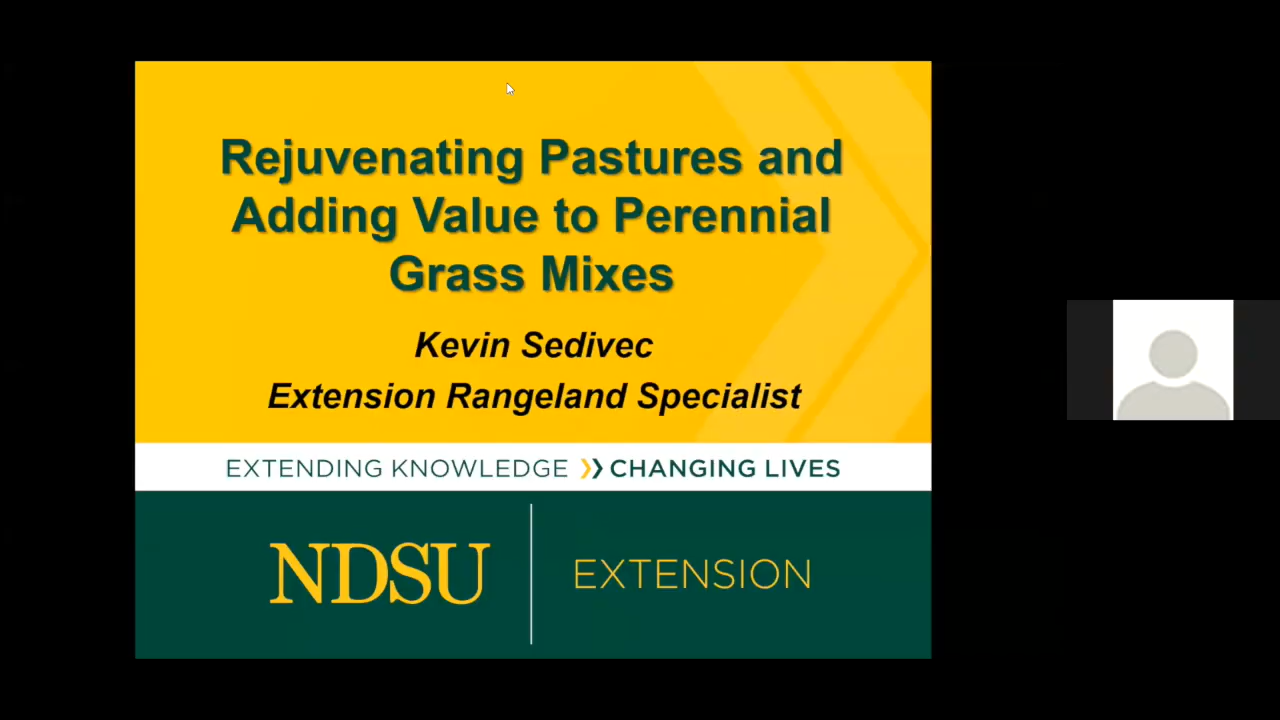 Rejuvenating Pastures and
Adding Value to Perennial
Grass Mixes
Kevin Sedivec
Extension Rangeland Specialist
EXTENDING KNOWLEDGE CHANGING LIVES
NDSU EXTENSION